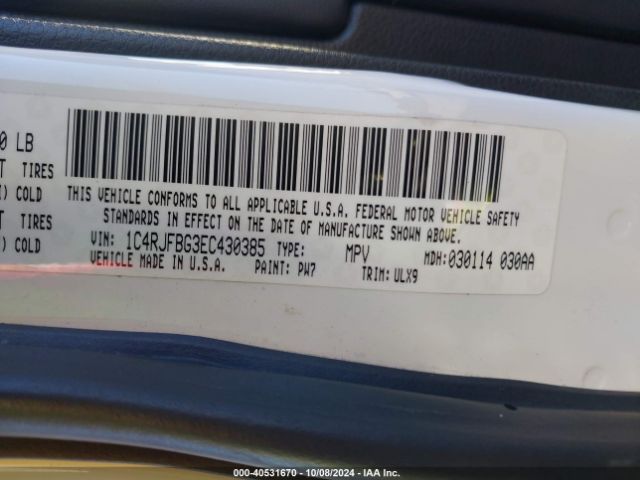 0 LB
T TIRES
) COLD
T TIRES
) COLD
THIS VEHICLE CONFORMS TO ALL APPLICABLE U.S.A. FEDERAL MOTOR VEHICLE SAFETY
STANDARDS IN EFFECT ON THE DATE OF MANUFACTURE SHOWN ABOVE.
VIN: 1C4RJFBG3EC430385 TYPE: MPV MDH:030114 030AA
VEHICLE MADE IN U.S.A. PAINT: PW7 TRIM: ULX9
000-40531670 - 10/08/2024 - IAA Inc.